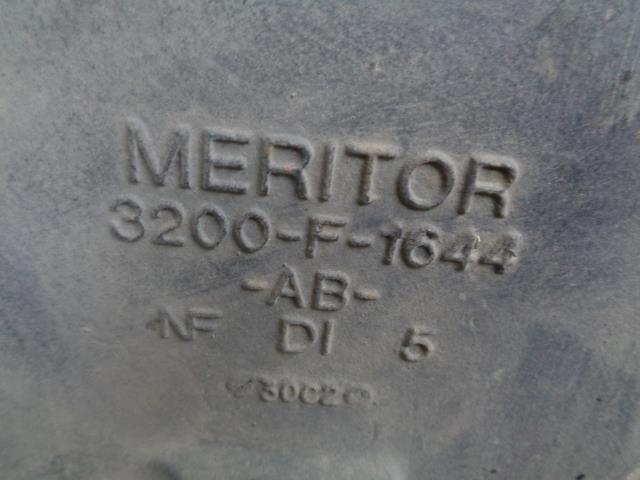 MERITOR
3200-F-1644
-AB-
NF DI 5